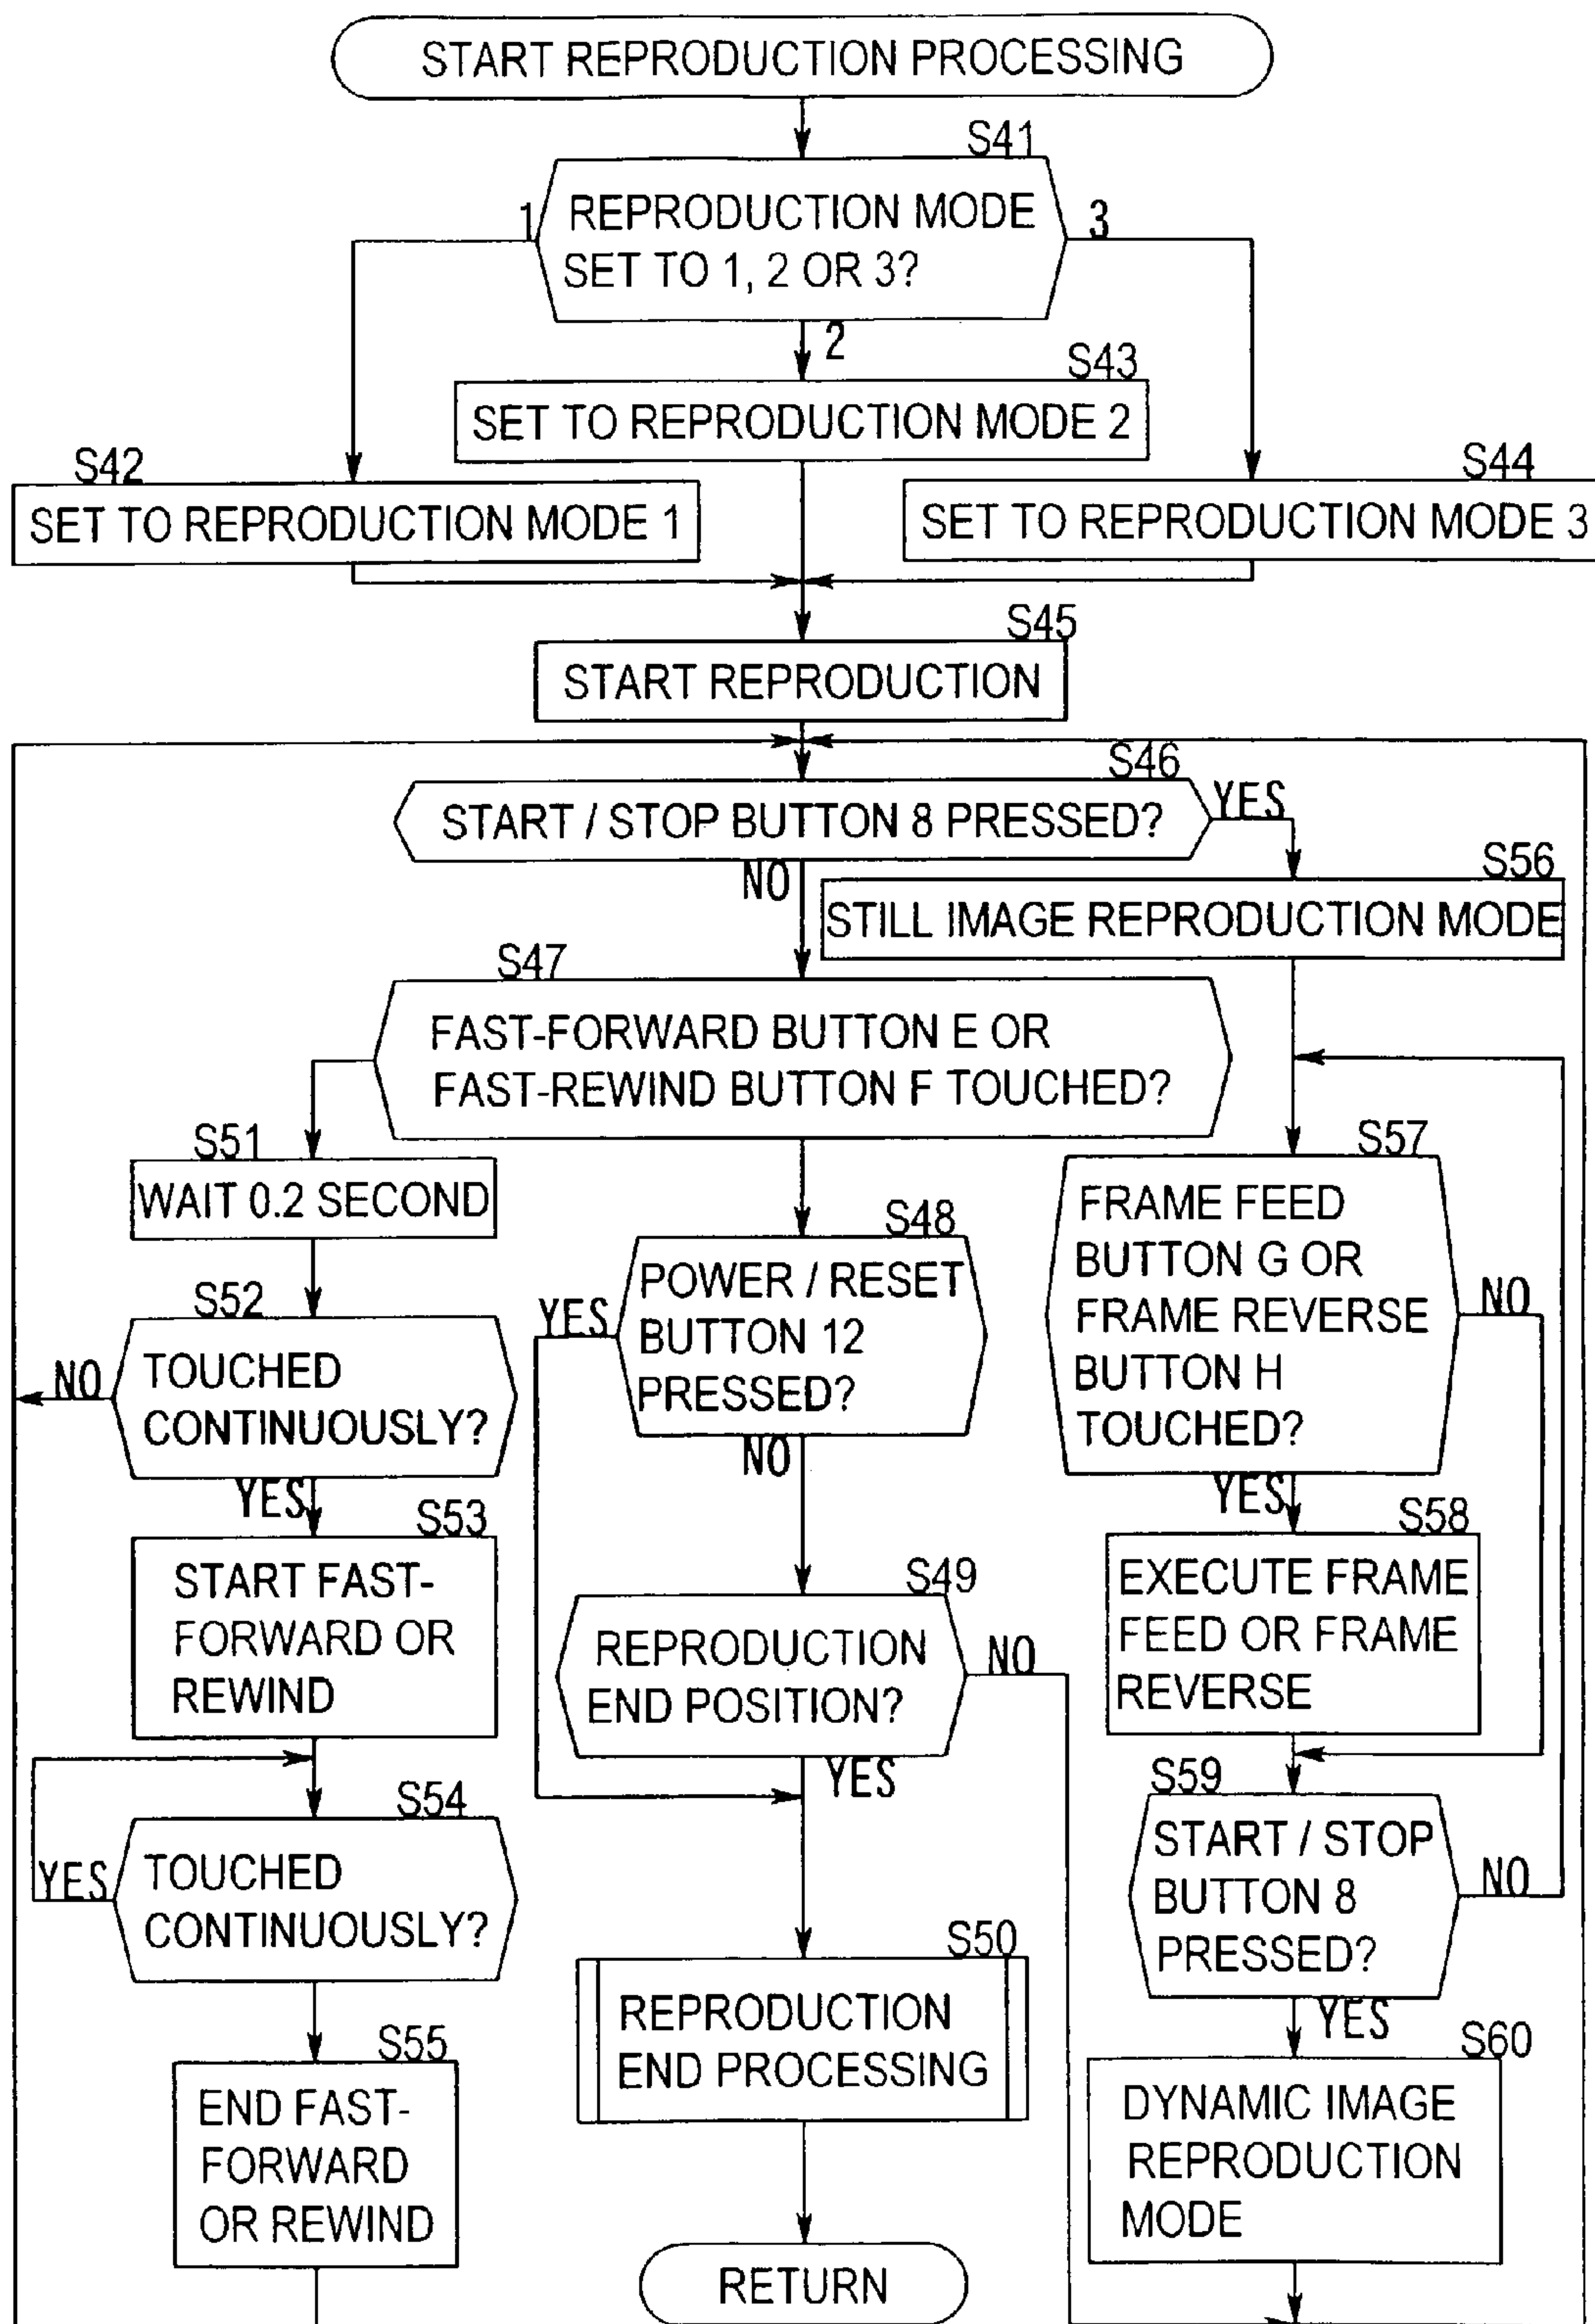 START REPRODUCTION PROCESSING
S41
REPRODUCTION MODE
SET TO 1, 2 OR 3?
1
3
2
S43
SET TO REPRODUCTION MODE 2
S42
SET TO REPRODUCTION MODE 1
S44
SET TO REPRODUCTION MODE 3
S45
START REPRODUCTION
S46
START / STOP BUTTON 8 PRESSED?
YES
NO
S56
STILL IMAGE REPRODUCTION MODE
S47
FAST-FORWARD BUTTON E OR
FAST-REWIND BUTTON F TOUCHED?
S51
WAIT 0.2 SECOND
S52
TOUCHED
CONTINUOUSLY?
NO
YES
S53
START FAST-
FORWARD OR
REWIND
S54
TOUCHED
CONTINUOUSLY?
YES
S55
END FAST-
FORWARD
OR REWIND
S48
POWER / RESET
BUTTON 12
PRESSED?
YES
NO
S49
REPRODUCTION
END POSITION?
NO
YES
S50
REPRODUCTION
END PROCESSING
RETURN
S57
FRAME FEED
BUTTON G OR
FRAME REVERSE
BUTTON H
TOUCHED?
NO
YES
S58
EXECUTE FRAME
FEED OR FRAME
REVERSE
S59
START / STOP
BUTTON 8
PRESSED?
NO
YES
S60
DYNAMIC IMAGE
REPRODUCTION
MODE